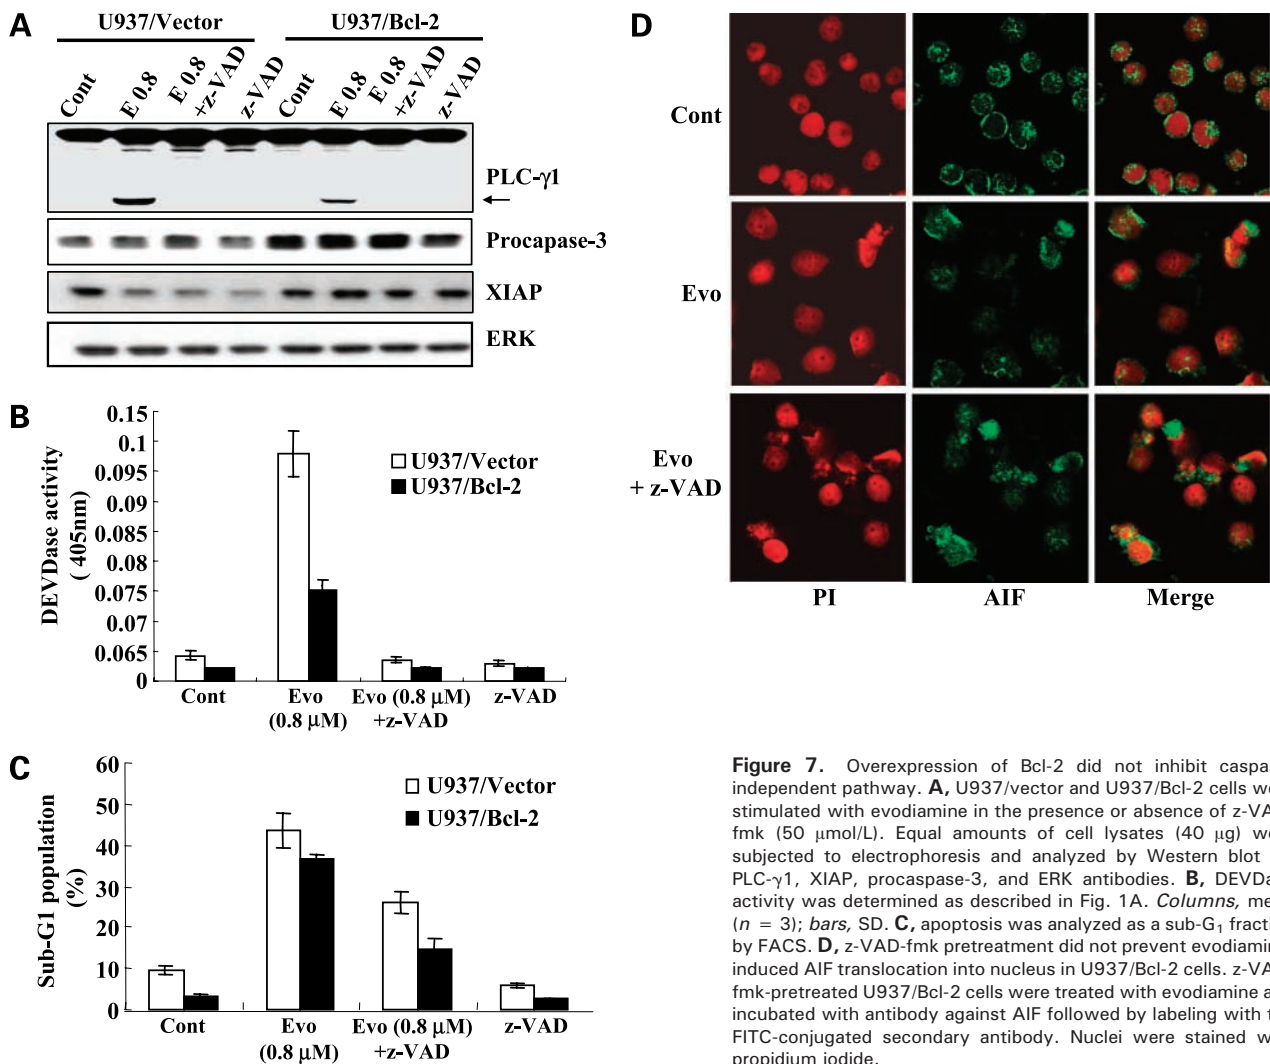 A
U937/Vector
U937/Bcl-2
Cont
E 0.8
E 0.8
+z-VAD
z-VAD
Cont
E 0.8
E 0.8
+z-VAD
z-VAD
PLC-γ1
Procapase-3
XIAP
ERK
B
DEVDase activity
( 405nm)
0.15
0.1
0.095
0.09
0.085
0.08
0.075
0.07
0.065
0
U937/Vector
U937/Bcl-2
Cont
Evo
(0.8 μM)
Evo (0.8 μM)
+z-VAD
z-VAD
C
Sub-G1 population
(%)
60
50
40
30
20
10
0
U937/Vector
U937/Bcl-2
Cont
Evo
(0.8 μM)
Evo (0.8 μM)
+z-VAD
z-VAD
D
Cont
Evo
Evo
+ z-VAD
PI
AIF
Merge
Figure 7. Overexpression of Bcl-2 did not inhibit caspas
independent pathway. A, U937/vector and U937/Bcl-2 cells we
stimulated with evodiamine in the presence or absence of z-VA
fmk (50 μmol/L). Equal amounts of cell lysates (40 μg) we
subjected to electrophoresis and analyzed by Western blot
PLC-γ1, XIAP, procaspase-3, and ERK antibodies. B, DEVDa
activity was determined as described in Fig. 1A. Columns, me
(n = 3); bars, SD. C, apoptosis was analyzed as a sub-G1 fracti
by FACS. D, z-VAD-fmk pretreatment did not prevent evodiamin
induced AIF translocation into nucleus in U937/Bcl-2 cells. z-VA
fmk-pretreated U937/Bcl-2 cells were treated with evodiamine a
incubated with antibody against AIF followed by labeling with t
FITC-conjugated secondary antibody. Nuclei were stained w
propidium iodide.